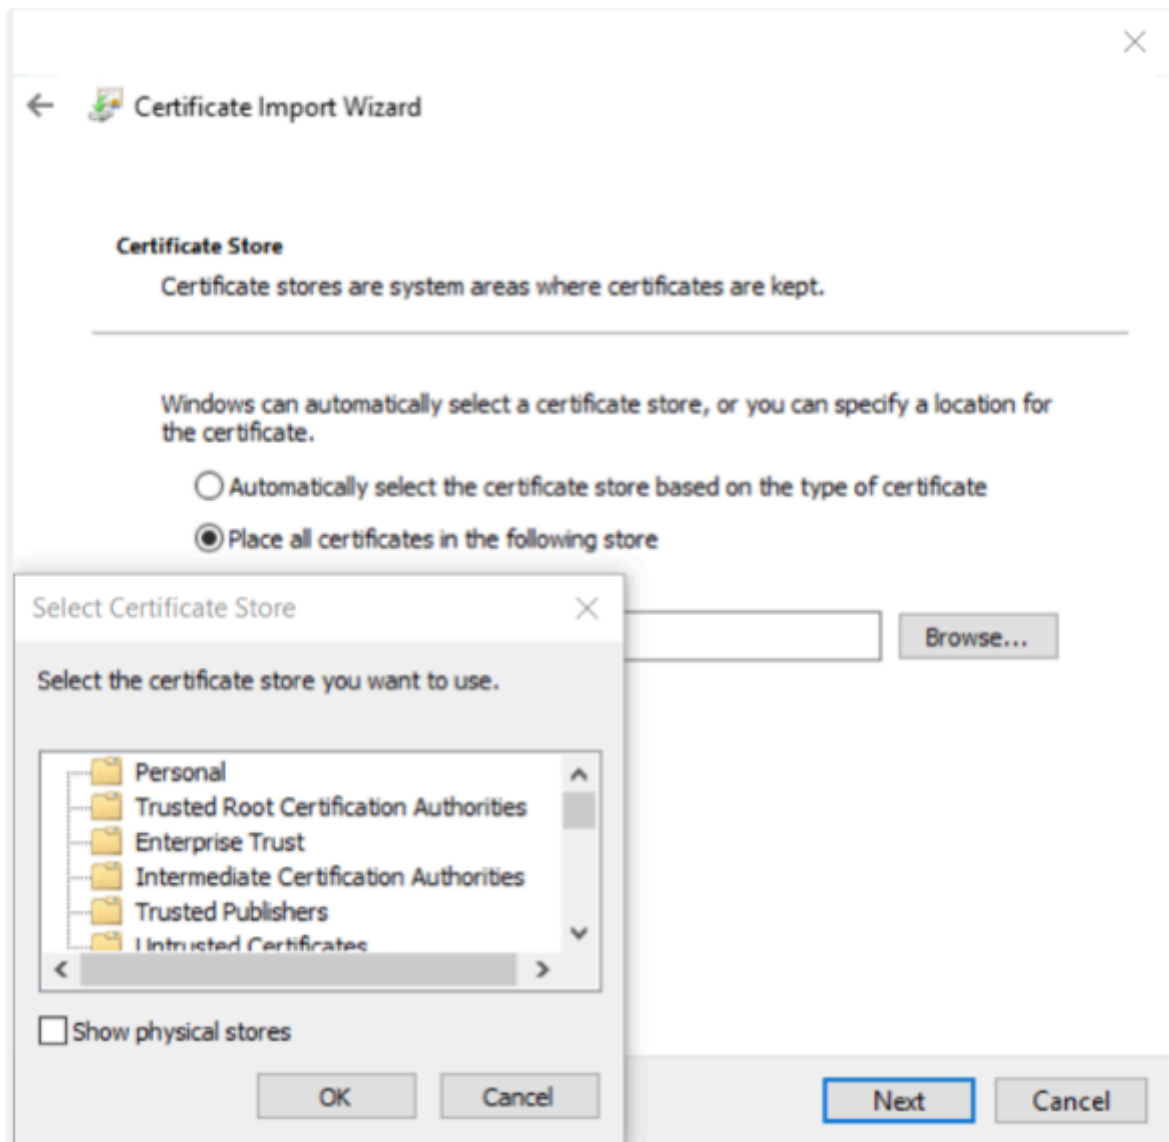 Certificate Import Wizard
Certificate Store
Certificate stores are system areas where certificates are kept.
Windows can automatically select a certificate store, or you can specify a location for
the certificate.
Automatically select the certificate store based on the type of certificate
Place all certificates in the following store
Browse...
Select Certificate Store
Select the certificate store you want to use.
Personal
Trusted Root Certification Authorities
Enterprise Trust
Intermediate Certification Authorities
Trusted Publishers
Untrusted Certificates
Show physical stores
OK Cancel
Next Cancel